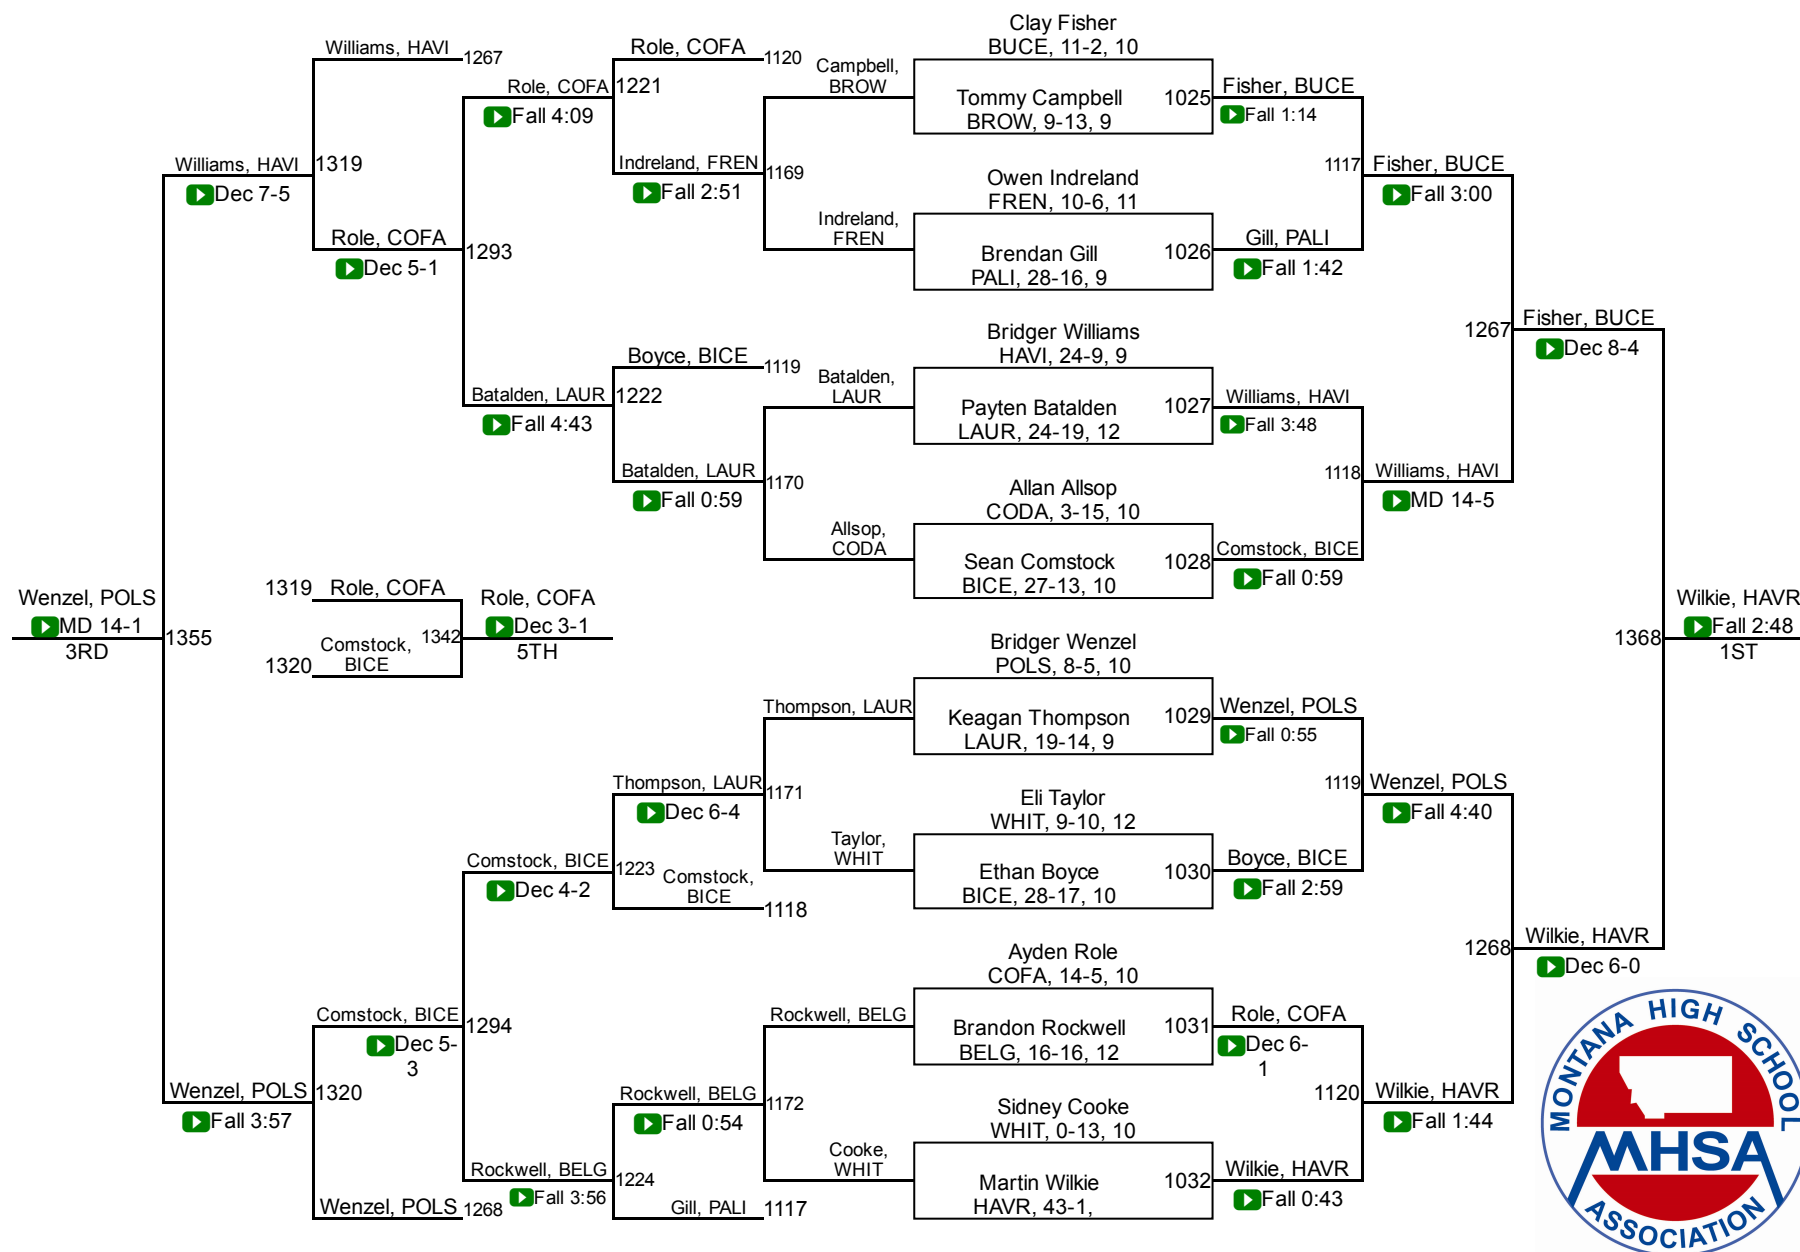 Williams, HAVI
1267
Role, COFA
Fall 4:09
1221
Role, COFA
1120
Indreland, FREN
Fall 2:51
1169
Williams, HAVI
Dec 7-5
1319
Role, COFA
Dec 5-1
1293
Boyce, BICE
1119
Batalden, LAUR
Fall 4:43
1222
Batalden, LAUR
Fall 0:59
1170
Campbell,
BROW
Indreland,
FREN
Batalden,
LAUR
Allsop,
CODA
Clay Fisher
BUCE, 11-2, 10
Tommy Campbell
BROW, 9-13, 9
1025
Fisher, BUCE
Fall 1:14
Owen Indreland
FREN, 10-6, 11
Brendan Gill
PALI, 28-16, 9
1026
Gill, PALI
Fall 1:42
1117
Fisher, BUCE
Fall 3:00
Bridger Williams
HAVI, 24-9, 9
Payten Batalden
LAUR, 24-19, 12
1027
Williams, HAVI
Fall 3:48
Allan Allsop
CODA, 3-15, 10
Sean Comstock
BICE, 27-13, 10
1028
Comstock, BICE
Fall 0:59
1118
Williams, HAVI
MD 14-5
1267
Fisher, BUCE
Dec 8-4
Wenzel, POLS
MD 14-1
3RD
1355
1319
Role, COFA
1320
Comstock,
BICE
1342
Role, COFA
Dec 3-1
5TH
1368
Wilkie, HAVR
Fall 2:48
1ST
Thompson, LAUR
Taylor,
WHIT
Rockwell, BELG
Cooke,
WHIT
Thompson, LAUR
Dec 6-4
1171
Comstock, BICE
Dec 4-2
1223
Comstock,
BICE
1118
Comstock, BICE
Dec 5-
3
1294
Rockwell, BELG
Fall 0:54
1172
Rockwell, BELG
Fall 3:56
1224
Gill, PALI
1117
Wenzel, POLS
Fall 3:57
1320
Wenzel, POLS
1268
Bridger Wenzel
POLS, 8-5, 10
Keagan Thompson
LAUR, 19-14, 9
1029
Wenzel, POLS
Fall 0:55
Eli Taylor
WHIT, 9-10, 12
Ethan Boyce
BICE, 28-17, 10
1030
Boyce, BICE
Fall 2:59
1119
Wenzel, POLS
Fall 4:40
Ayden Role
COFA, 14-5, 10
Brandon Rockwell
BELG, 16-16, 12
1031
Role, COFA
Dec 6-
1
Sidney Cooke
WHIT, 0-13, 10
Martin Wilkie
HAVR, 43-1,
1032
Wilkie, HAVR
Fall 0:43
1120
Wilkie, HAVR
Fall 1:44
1268
Wilkie, HAVR
Dec 6-0
MONTANA HIGH SCHOOL
MHSA
ASSOCIATION